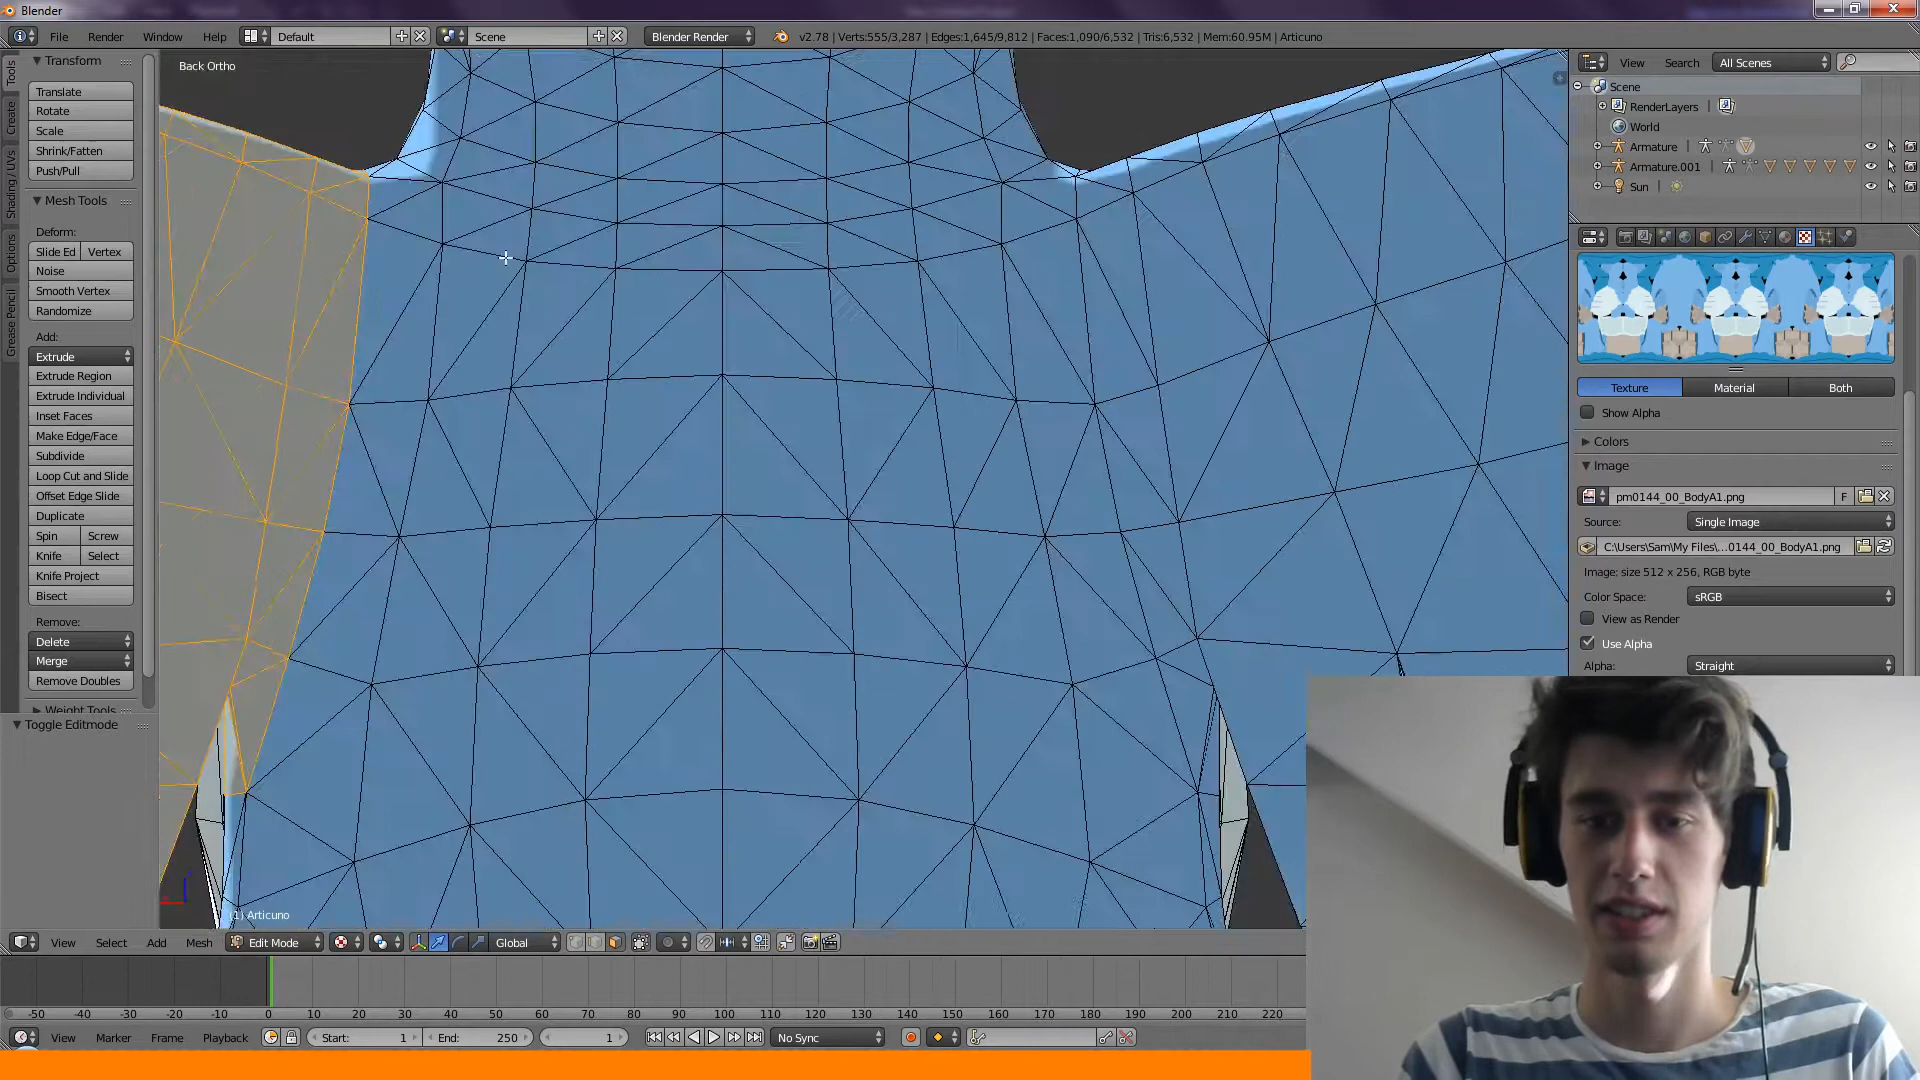 Blender
File Render Window Help Default Scene Blender Render v2.78 | Verts:555/3,287 | Edges:1,645/9,812 | Faces:1,090/6,532 | Tris:6,532 | Mem:60.95M | Articuno
Tools
Create
Shading / UVs
Options
Grease Pencil
Transform
Translate
Rotate
Scale
Shrink/Fatten
Push/Pull
Mesh Tools
Deform:
Slide Ed Vertex
Noise
Smooth Vertex
Randomize
Add:
Extrude
Extrude Region
Extrude Individual
Inset Faces
Make Edge/Face
Subdivide
Loop Cut and Slide
Offset Edge Slide
Duplicate
Spin Screw
Knife Select
Knife Project
Bisect
Remove:
Delete
Merge
Remove Doubles
Weight Tools
Toggle Editmode
Back Ortho
(1) Articuno
View Search All Scenes
Scene
RenderLayers
World
Armature
Armature.001
Sun
Texture Material Both
Show Alpha
Colors
Image
pm0144_00_BodyA1.png F
Source: Single Image
C:\Users\Sam\My Files\...0144_00_BodyA1.png
Image: size 512 x 256, RGB byte
Color Space: sRGB
View as Render
Use Alpha
Alpha: Straight
View Select Add Mesh Edit Mode Global
-50 -40 -30 -20 -10 0 10 20 30 40 50 60 70 80 90 100 110 120 130 140 150 160 170 180 190 200 210 220
View Marker Frame Playback Start: 1 End: 250 1 No Sync